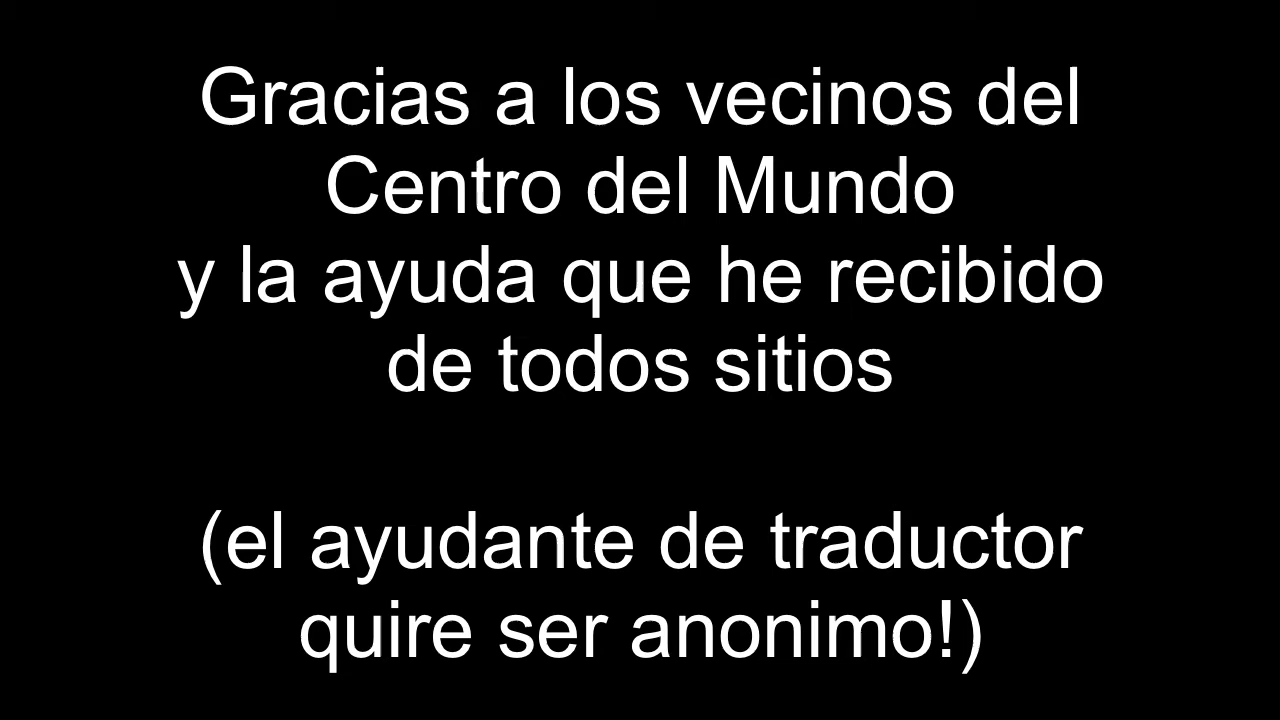 Gracias a los vecinos del
Centro del Mundo
y la ayuda que he recibido
de todos sitios
(el ayudante de traductor
quire ser anonimo!)